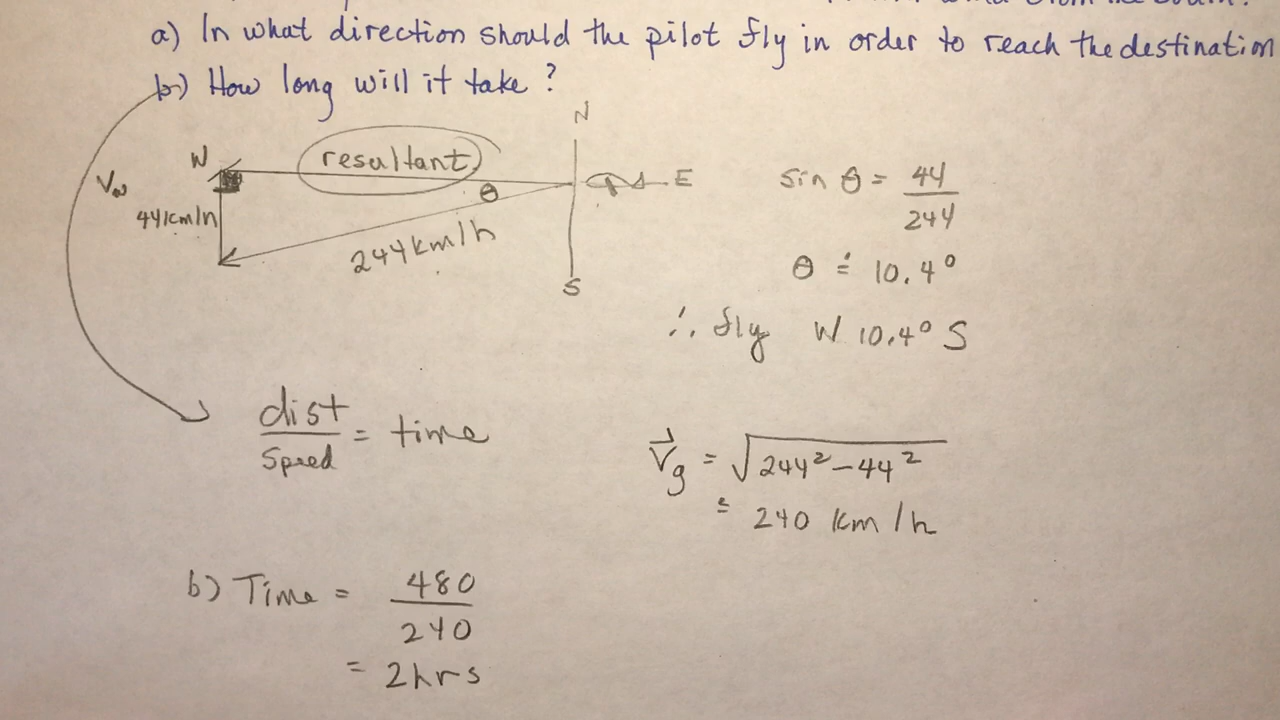 a) In what direction should the pilot fly in order to reach the destination
b) How long will it take ?
N
W
resultant
E
Vw
θ
44km/h
244km/h
S
sin θ = 44/244
θ ≐ 10.4°
∴ fly W 10.4° S
dist/speed = time
V⃗g = √244² - 44²
≐ 240 km/h
b) Time = 480/240
= 2hrs